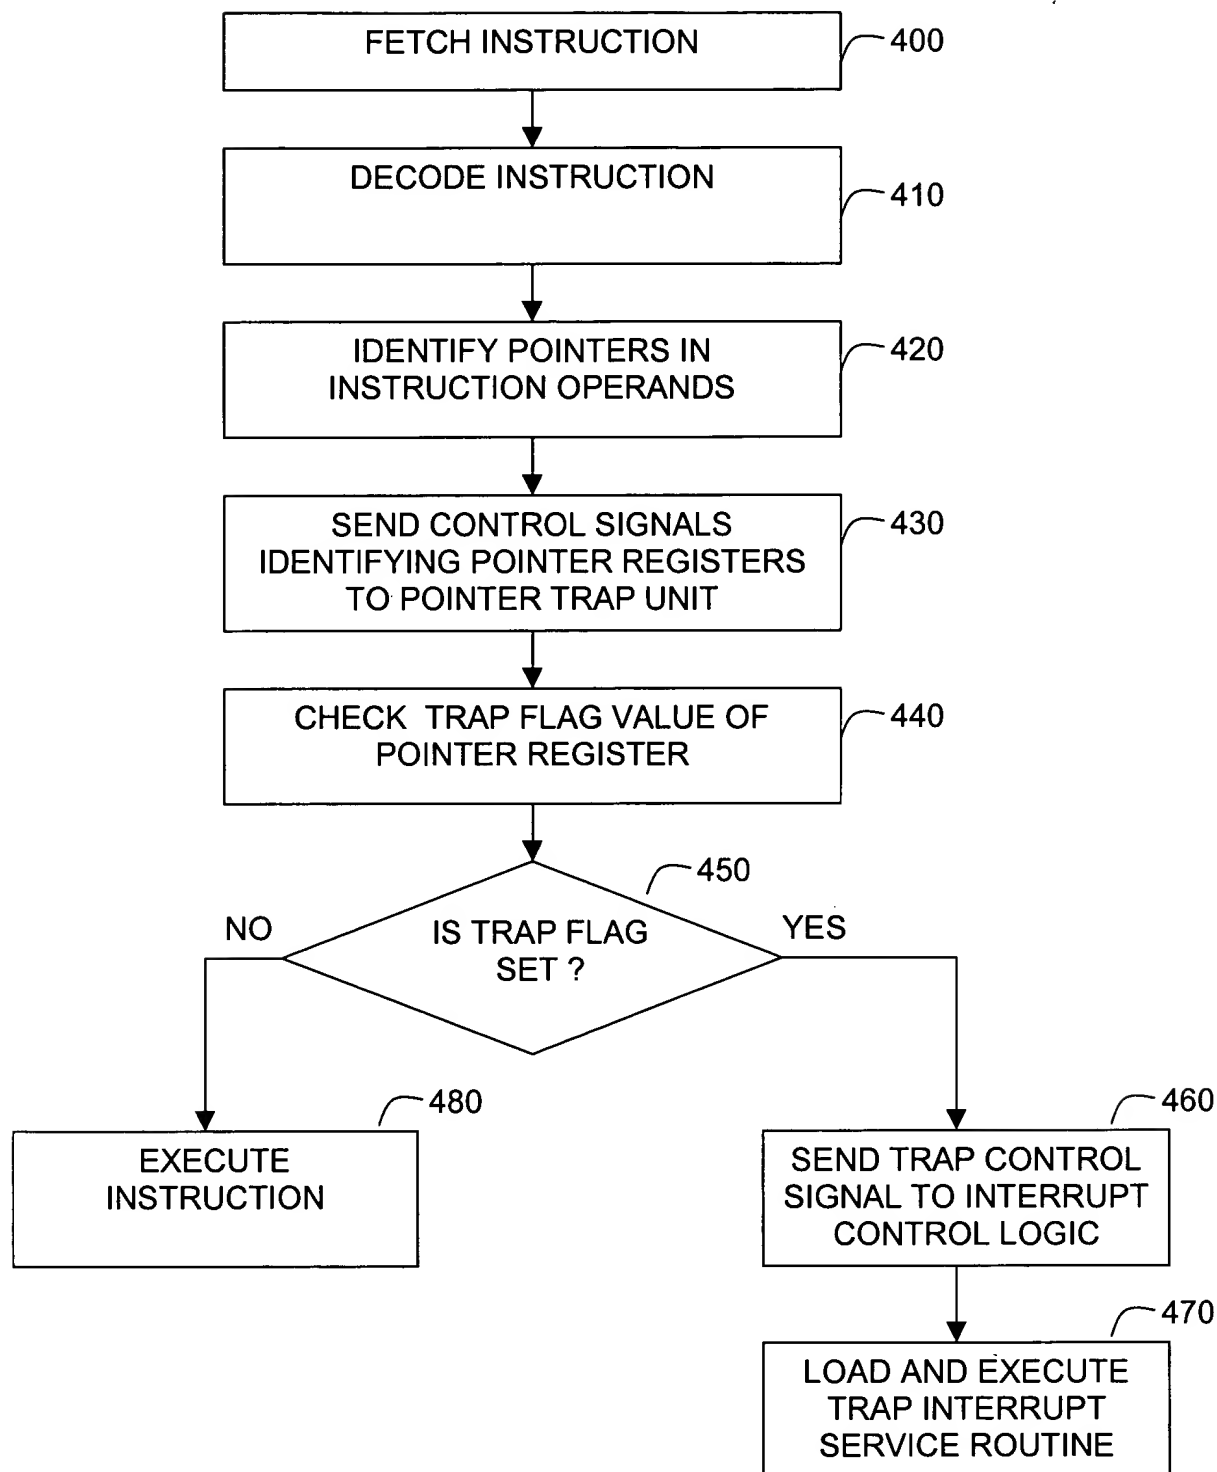 FETCH INSTRUCTION
400
DECODE INSTRUCTION
410
IDENTIFY POINTERS IN
INSTRUCTION OPERANDS
420
SEND CONTROL SIGNALS
IDENTIFYING POINTER REGISTERS
TO POINTER TRAP UNIT
430
CHECK TRAP FLAG VALUE OF
POINTER REGISTER
440
450
NO
IS TRAP FLAG
SET ?
YES
480
EXECUTE
INSTRUCTION
460
SEND TRAP CONTROL
SIGNAL TO INTERRUPT
CONTROL LOGIC
470
LOAD AND EXECUTE
TRAP INTERRUPT
SERVICE ROUTINE